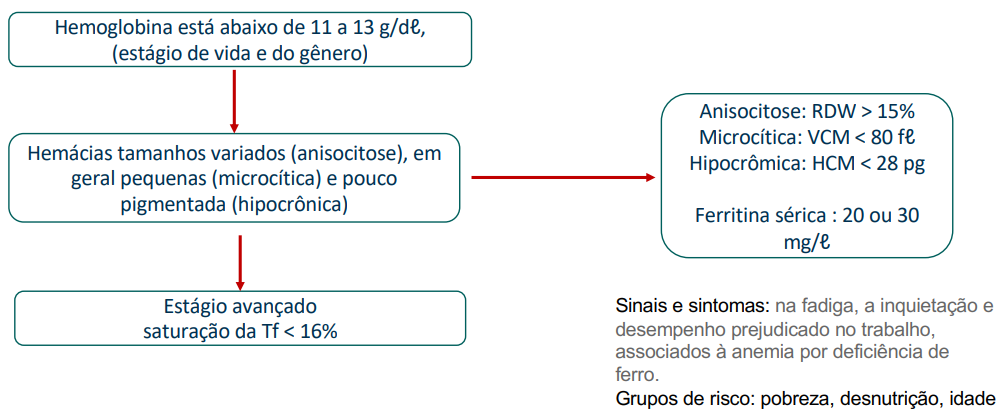 Hemoglobina está abaixo de 11 a 13 g/dℓ,
(estágio de vida e do gênero)
Hemácias tamanhos variados (anisocitose), em
geral pequenas (microcítica) e pouco
pigmentada (hipocrônica)
Estágio avançado
saturação da Tf < 16%
Anisocitose: RDW > 15%
Microcítica: VCM < 80 fℓ
Hipocrômica: HCM < 28 pg
Ferritina sérica : 20 ou 30
mg/ℓ
Sinais e sintomas: na fadiga, a inquietação e
desempenho prejudicado no trabalho,
associados à anemia por deficiência de
ferro.
Grupos de risco: pobreza, desnutrição, idade